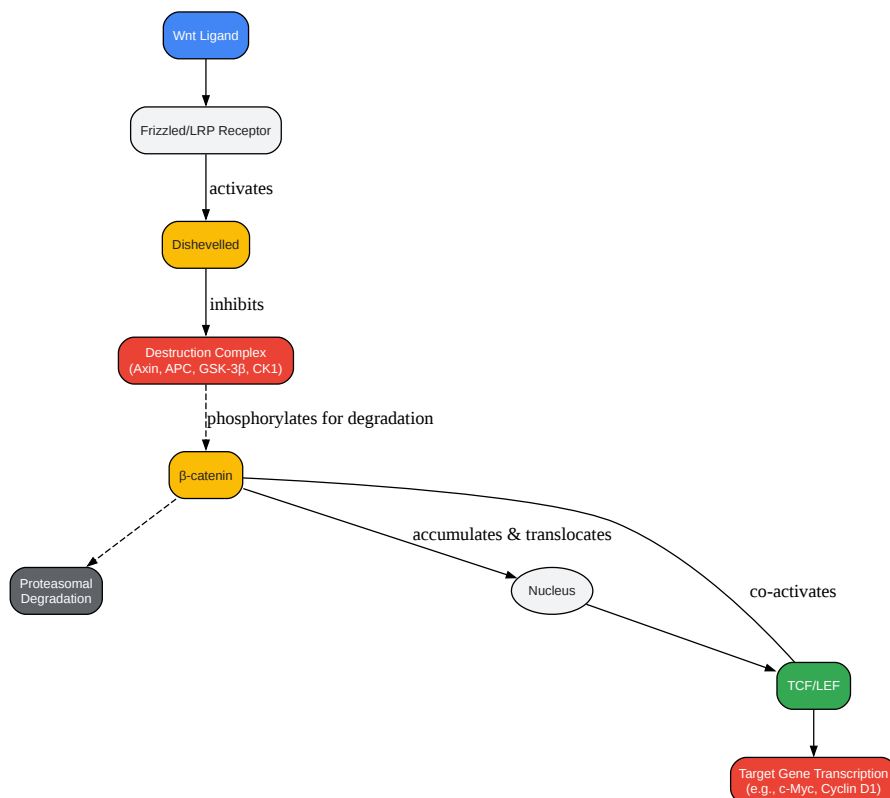 Wnt Ligand
Frizzled/LRP Receptor
activates
Dishevelled
inhibits
Destruction Complex
(Axin, APC, GSK-3β, CK1)
phosphorylates for degradation
β-catenin
accumulates & translocates
Proteasomal
Degradation
Nucleus
co-activates
TCF/LEF
Target Gene Transcription
(e.g., c-Myc, Cyclin D1)